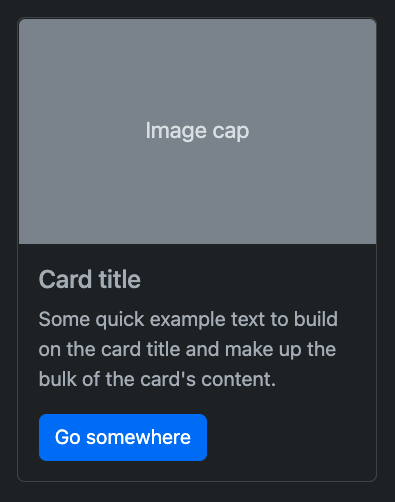 Image cap
Card title
Some quick example text to build
on the card title and make up the
bulk of the card's content.
Go somewhere